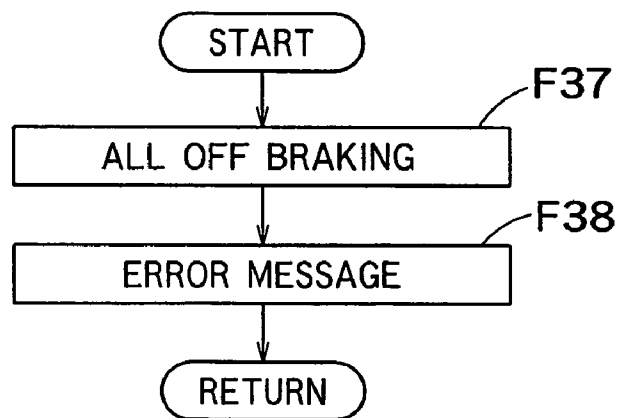 START
F37
ALL OFF BRAKING
F38
ERROR MESSAGE
RETURN